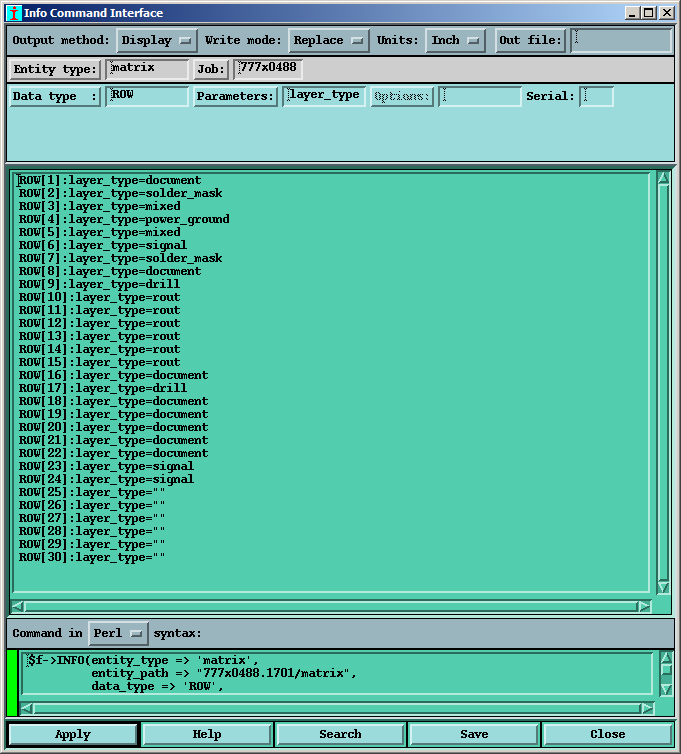 Info Command Interface
Output method: Display Write mode: Replace Units: Inch Out file:
Entity type: matrix Job: 777x0488
Data type : ROW Parameters: layer_type Options: Serial:
ROW[1]:layer_type=document
ROW[2]:layer_type=solder_mask
ROW[3]:layer_type=mixed
ROW[4]:layer_type=power_ground
ROW[5]:layer_type=mixed
ROW[6]:layer_type=signal
ROW[7]:layer_type=solder_mask
ROW[8]:layer_type=document
ROW[9]:layer_type=drill
ROW[10]:layer_type=rout
ROW[11]:layer_type=rout
ROW[12]:layer_type=rout
ROW[13]:layer_type=rout
ROW[14]:layer_type=rout
ROW[15]:layer_type=rout
ROW[16]:layer_type=document
ROW[17]:layer_type=drill
ROW[18]:layer_type=document
ROW[19]:layer_type=document
ROW[20]:layer_type=document
ROW[21]:layer_type=document
ROW[22]:layer_type=document
ROW[23]:layer_type=signal
ROW[24]:layer_type=signal
ROW[25]:layer_type=""
ROW[26]:layer_type=""
ROW[27]:layer_type=""
ROW[28]:layer_type=""
ROW[29]:layer_type=""
ROW[30]:layer_type=""
Command in Perl syntax:
$f->INFO(entity_type => 'matrix',
entity_path => "777x0488.1701/matrix",
data_type => 'ROW',
Apply Help Search Save Close